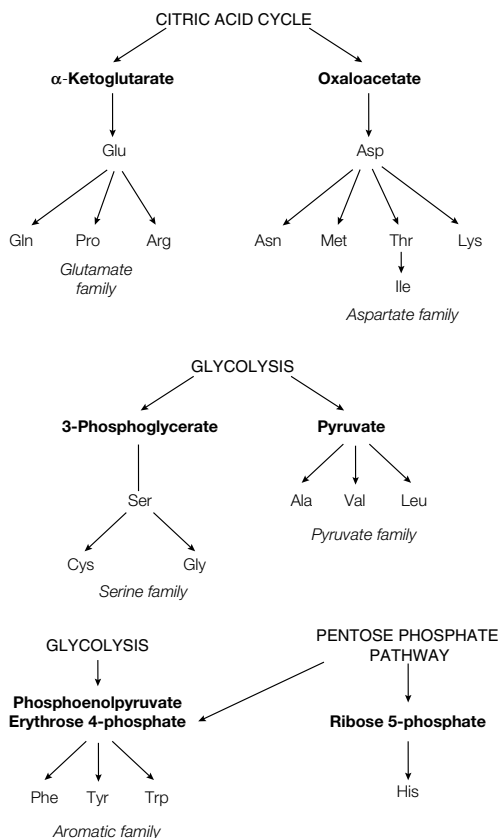 CITRIC ACID CYCLE
α-Ketoglutarate Oxaloacetate
Glu Asp
Gln Pro Arg Asn Met Thr Lys
Glutamate
family
Ile
Aspartate family
GLYCOLYSIS
3-Phosphoglycerate Pyruvate
Ser Ala Val Leu
Pyruvate family
Cys Gly
Serine family
GLYCOLYSIS
PENTOSE PHOSPHATE
PATHWAY
Phosphoenolpyruvate
Erythrose 4-phosphate Ribose 5-phosphate
Phe Tyr Trp His
Aromatic family